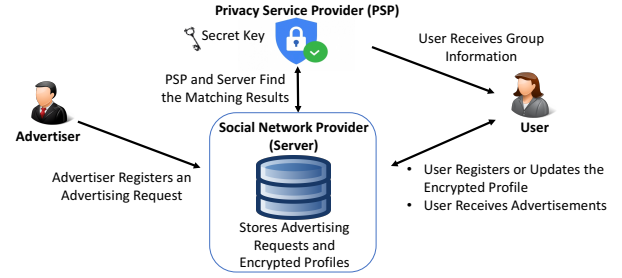 Privacy Service Provider (PSP)
Secret Key
User Receives Group
Information
PSP and Server Find
the Matching Results
Advertiser
Social Network Provider
(Server)
User
Advertiser Registers an
Advertising Request
• User Registers or Updates the
Encrypted Profile
• User Receives Advertisements
Stores Advertising
Requests and
Encrypted Profiles